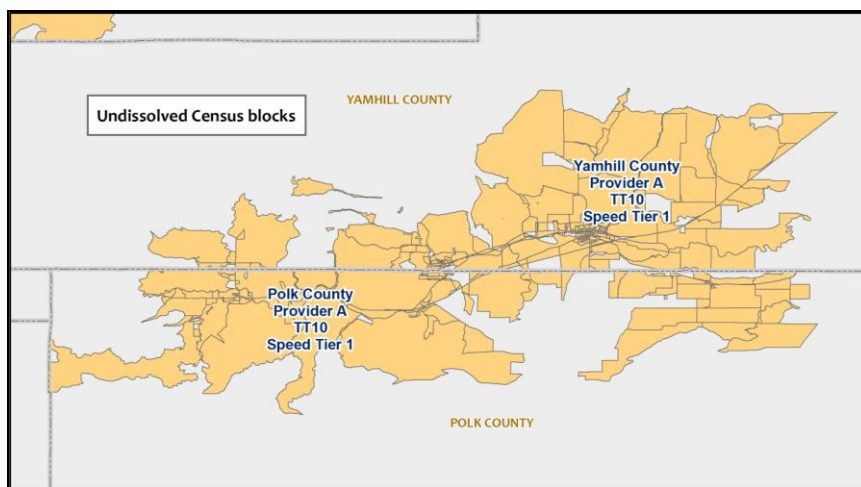 YAMHILL COUNTY
Undissolved Census blocks
Yamhill County
Provider A
TT10
Speed Tier 1
Polk County
Provider A
TT10
Speed Tier 1
POLK COUNTY